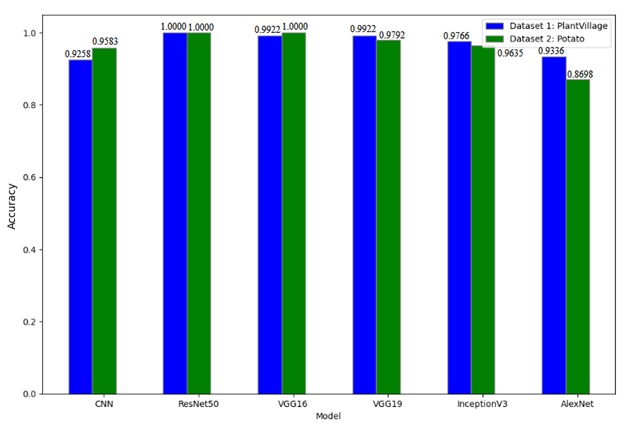 Dataset 1: PlantVillage
Dataset 2: Potato
Accuracy
1.0
0.8
0.6
0.4
0.2
0.0
0.9258
0.9583
1.0000
1.0000
0.9922
1.0000
0.9922
0.9792
0.9766
0.9635
0.9336
0.8698
CNN
ResNet50
VGG16
VGG19
InceptionV3
AlexNet
Model